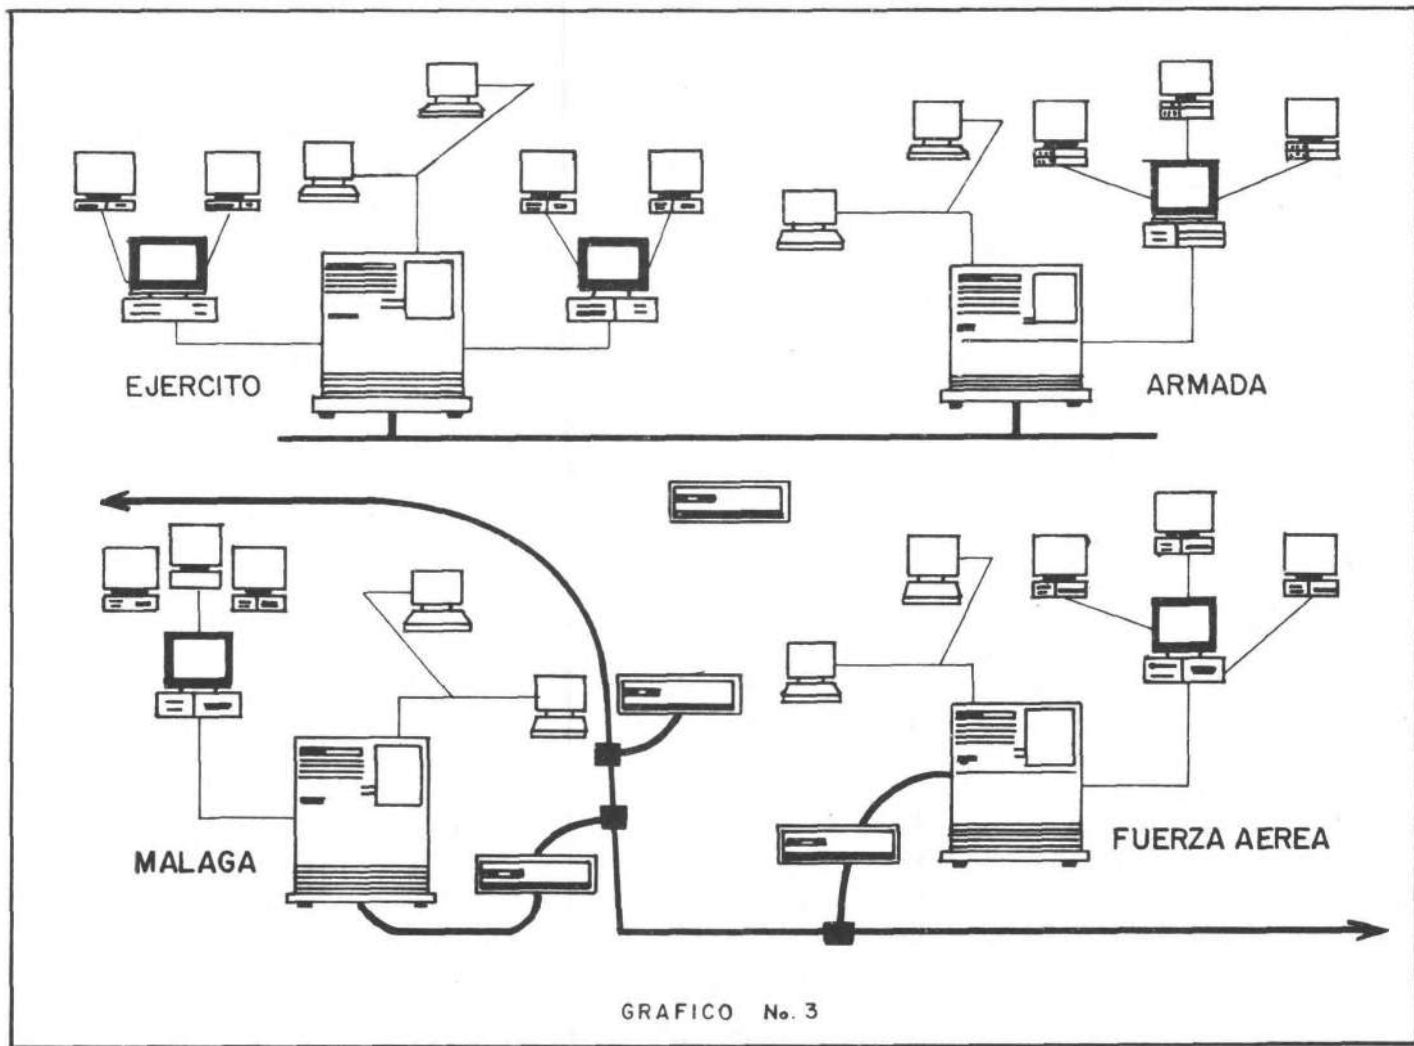 EJERCITO
ARMADA
MALAGA
FUERZA AEREA
GRAFICO No. 3